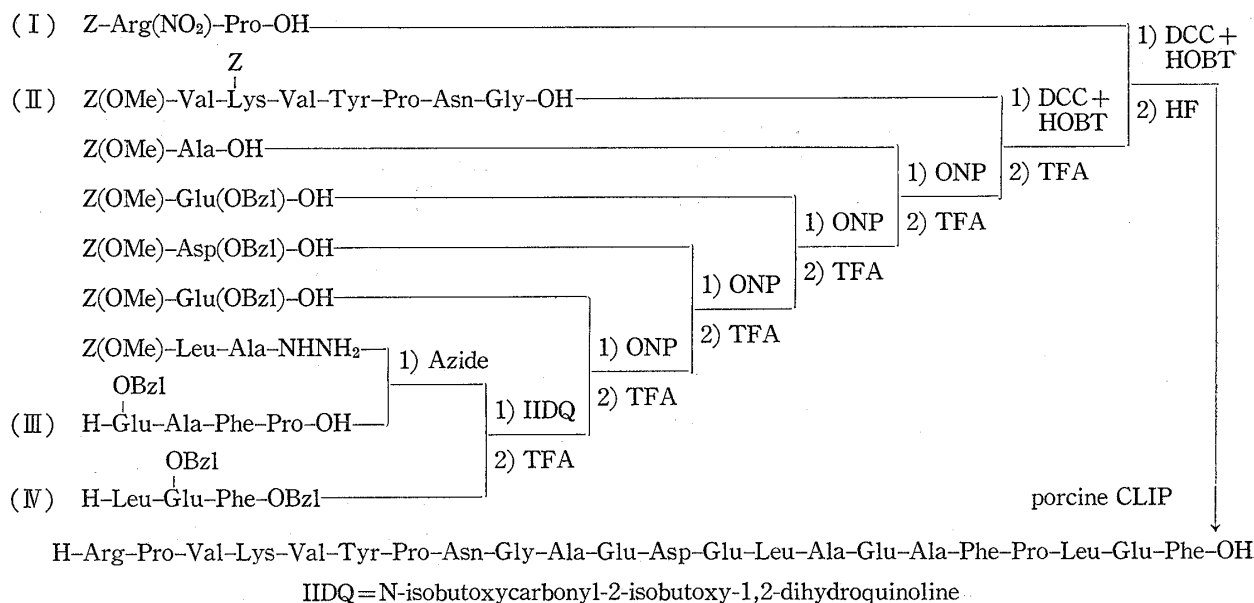 (Ⅰ) Z–Arg(NO₂)–Pro–OH
1) DCC+
HOBT
2) HF
Z
(Ⅱ) Z(OMe)–Val–Lys–Val–Tyr–Pro–Asn–Gly–OH
1) DCC+
HOBT
2) TFA
Z(OMe)–Ala–OH
1) ONP
2) TFA
Z(OMe)–Glu(OBzl)–OH
1) ONP
2) TFA
Z(OMe)–Asp(OBzl)–OH
1) ONP
2) TFA
Z(OMe)–Glu(OBzl)–OH
1) ONP
2) TFA
Z(OMe)–Leu–Ala–NHNH₂
1) Azide
OBzl
(Ⅲ) H–Glu–Ala–Phe–Pro–OH
1) IIDQ
2) TFA
OBzl
(Ⅳ) H–Leu–Glu–Phe–OBzl
porcine CLIP
H–Arg–Pro–Val–Lys–Val–Tyr–Pro–Asn–Gly–Ala–Glu–Asp–Glu–Leu–Ala–Glu–Ala–Phe–Pro–Leu–Glu–Phe–OH
IIDQ=N-isobutoxycarbonyl-2-isobutoxy-1,2-dihydroquinoline